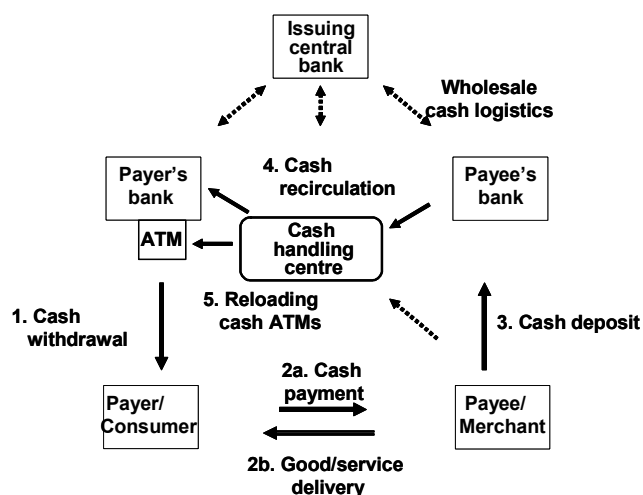 Issuing
central
bank
Wholesale
cash logistics
Payer's
bank
ATM
4. Cash
recirculation
Payee's
bank
Cash
handling
centre
1. Cash
withdrawal
5. Reloading
cash ATMs
3. Cash deposit
2a. Cash
payment
Payer/
Consumer
Payee/
Merchant
2b. Good/service
delivery